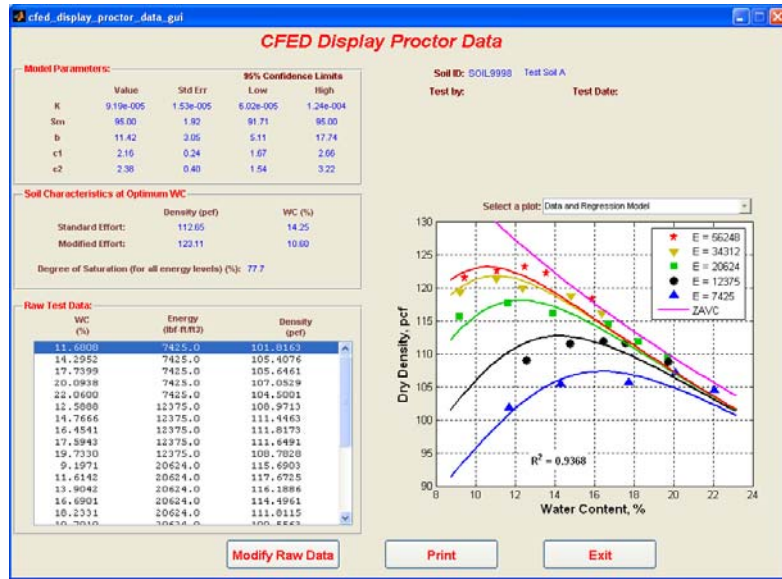 cfed_display_proctor_data_gui
CFED Display Proctor Data
Model Parameters:
95% Confidence Limits
Value Std Err Low High
K 9.19e-005 1.53e-005 6.02e-005 1.24e-004
Sm 95.00 1.92 91.71 95.00
b 11.42 3.05 5.11 17.74
c1 2.16 0.24 1.67 2.66
c2 2.38 0.40 1.54 3.22
Soil ID: SOIL9998 Test Soil A
Test by: Test Date:
Soil Characteristics at Optimum WC
Density (pcf) WC (%)
Standard Effort: 112.65 14.25
Modified Effort: 123.11 10.60
Degree of Saturation (for all energy levels) (%): 77.7
Raw Test Data:
WC Energy Density
(%) (lbf-ft/ft3) (pcf)
11.6808 7425.0 101.8163
14.2952 7425.0 105.4076
17.7399 7425.0 105.6461
20.0938 7425.0 107.0529
22.0600 7425.0 104.5001
12.5888 12375.0 108.9713
14.7666 12375.0 111.4463
16.4541 12375.0 111.8173
17.5943 12375.0 111.6491
19.7330 12375.0 108.7828
9.1971 20624.0 115.6903
11.6142 20624.0 117.6725
13.9042 20624.0 116.1886
16.6901 20624.0 114.4961
18.2331 20624.0 111.8115
Select a plot: Data and Regression Model
130
125
120
115
110
105
100
95
90
Dry Density, pcf
E = 56248
E = 34312
E = 20624
E = 12375
E = 7425
ZAVC
R² = 0.9368
8 10 12 14 16 18 20 22 24
Water Content, %
Modify Raw Data Print Exit